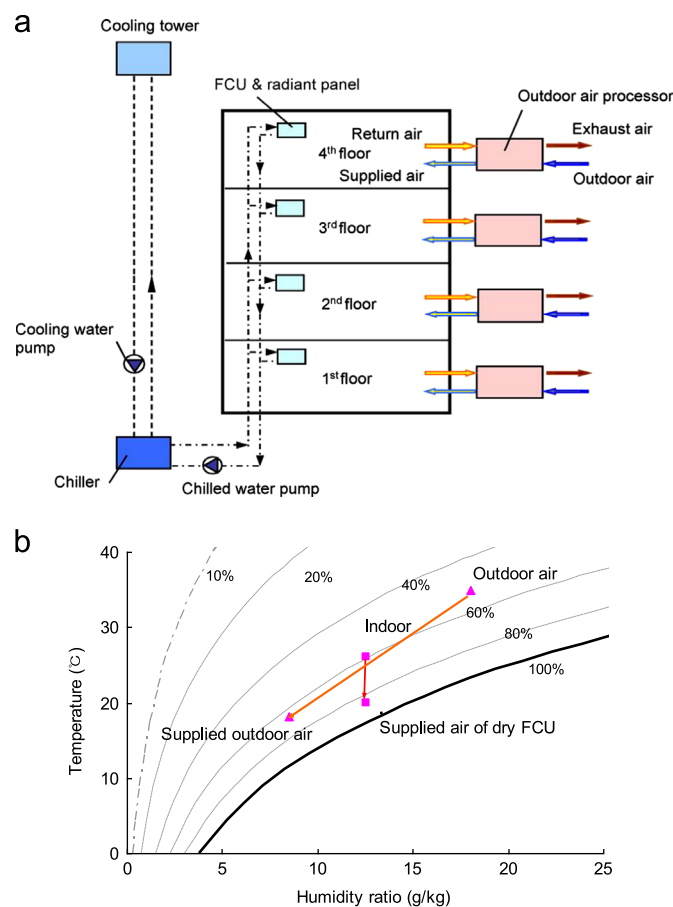 a
Cooling tower
FCU & radiant panel
Outdoor air processor
Return air
Exhaust air
4th floor
Supplied air
Outdoor air
3rd floor
2nd floor
Cooling water
pump
1st floor
Chiller
Chilled water pump
b
40
10%
20%
40%
Outdoor air
60%
30
Indoor
80%
100%
20
Supplied outdoor air
Supplied air of dry FCU
10
0
Temperature (℃)
0
5
10
15
20
25
Humidity ratio (g/kg)